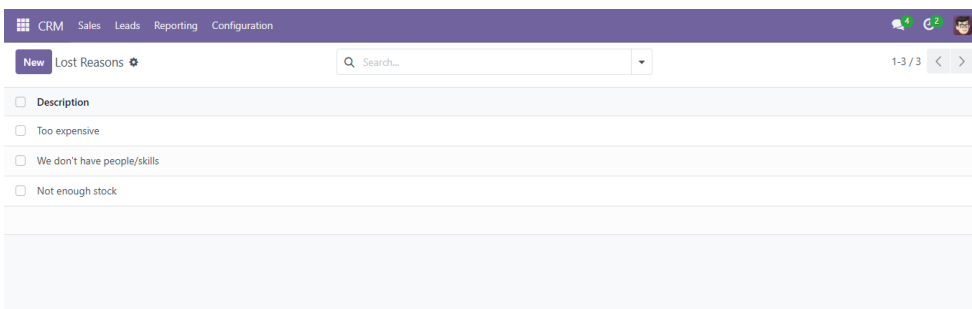 CRM Sales Leads Reporting Configuration 4 2
New Lost Reasons Search... 1-3 / 3
Description
Too expensive
We don't have people/skills
Not enough stock